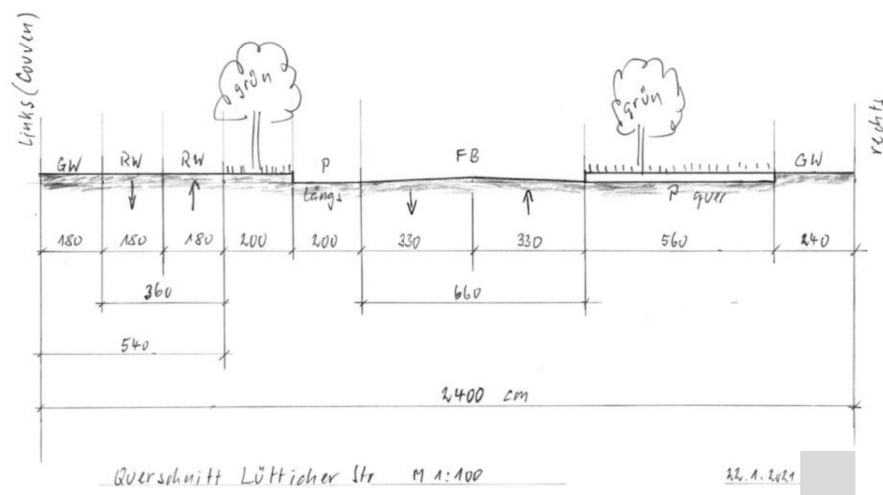 Links (Couven)
rechts
grün
grün
GW RW RW P FB GW
längs P quer
180 180 180 200 200 330 330 560 240
360 660
540
2400 cm
Querschnitt Lütticher Str M 1:100 22.1.2021